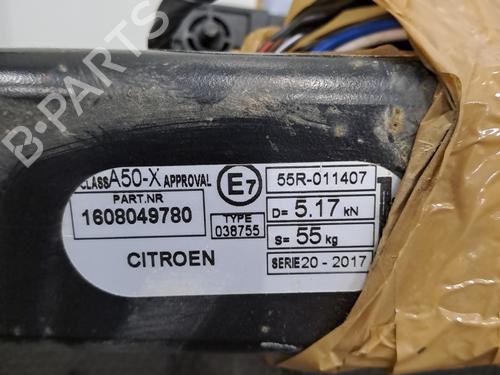 CLASS A50-X APPROVAL
E7
55R-011407
PART.NR
1608049780
TYPE
038755
D= 5.17 kN
S= 55 kg
CITROEN
SERIE 20 - 2017
B-PARTS